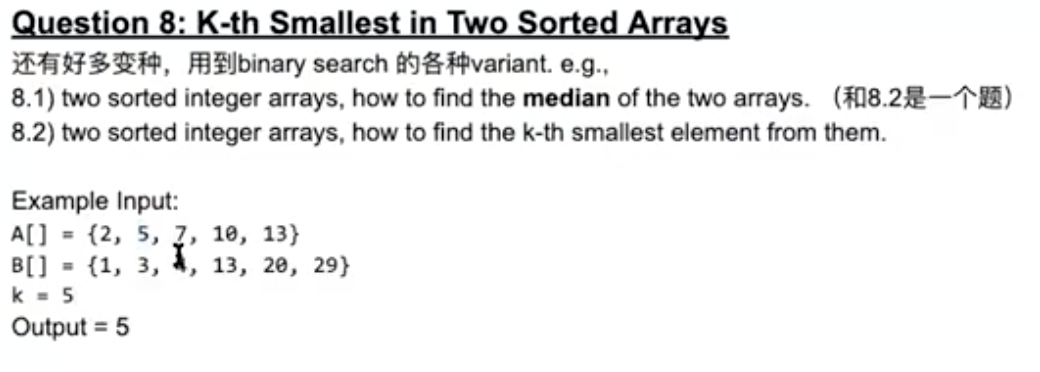 Question 8: K-th Smallest in Two Sorted Arrays
还有好多变种，用到binary search 的各种variant. e.g.,
8.1) two sorted integer arrays, how to find the median of the two arrays. （和8.2是一个题）
8.2) two sorted integer arrays, how to find the k-th smallest element from them.
Example Input:
A[] = {2, 5, 7, 10, 13}
B[] = {1, 3, 4, 13, 20, 29}
k = 5
Output = 5